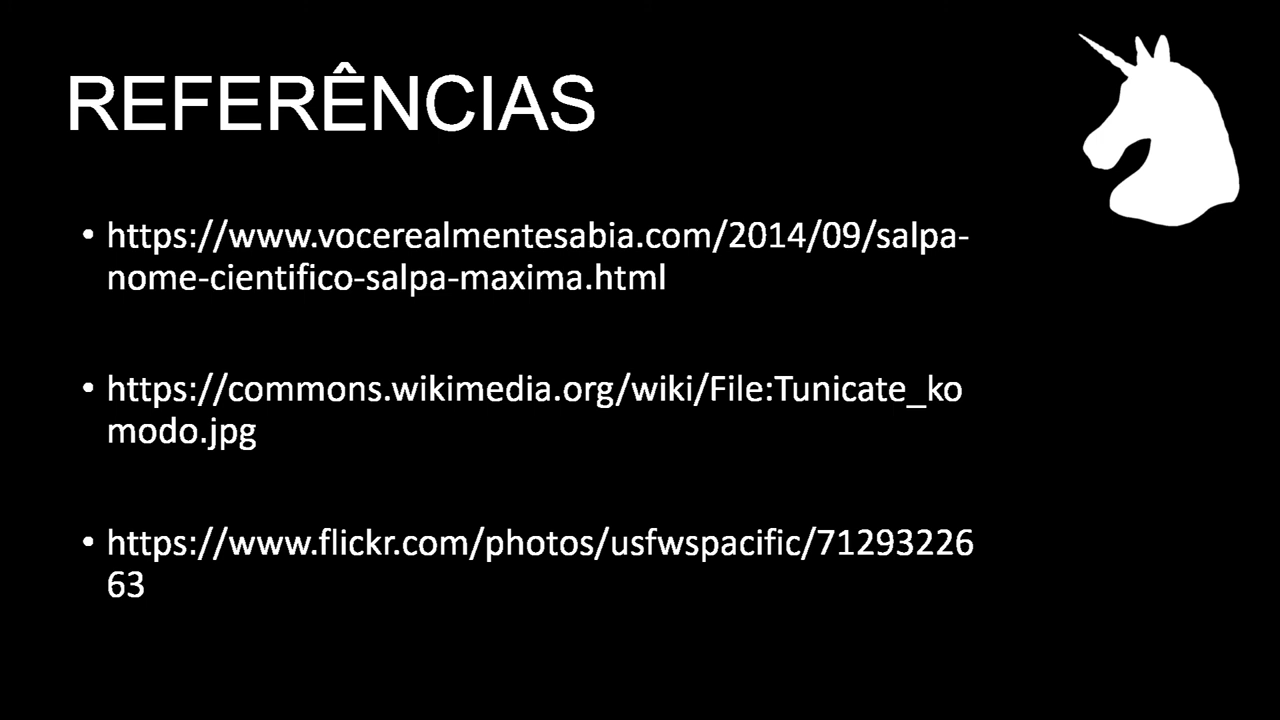 REFERÊNCIAS
• https://www.vocerealmentesabia.com/2014/09/salpa-
nome-cientifico-salpa-maxima.html
• https://commons.wikimedia.org/wiki/File:Tunicate_ko
modo.jpg
• https://www.flickr.com/photos/usfwspacific/71293226
63